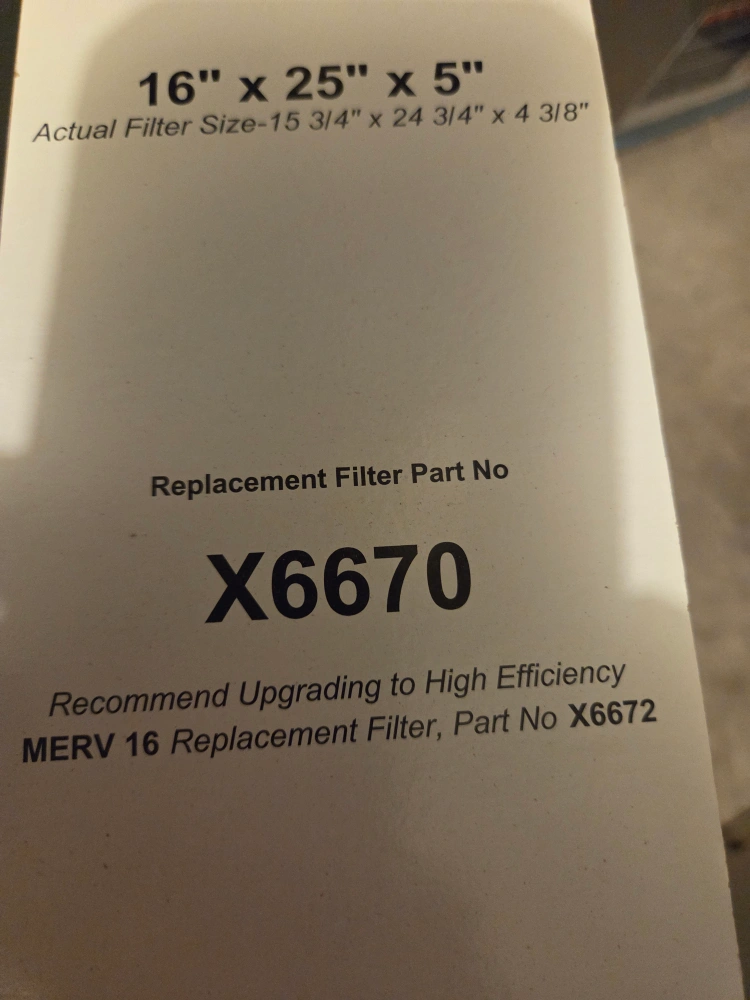 16" x 25" x 5"
Actual Filter Size-15 3/4" x 24 3/4" x 4 3/8"
Replacement Filter Part No
X6670
Recommend Upgrading to High Efficiency
MERV 16 Replacement Filter, Part No X6672